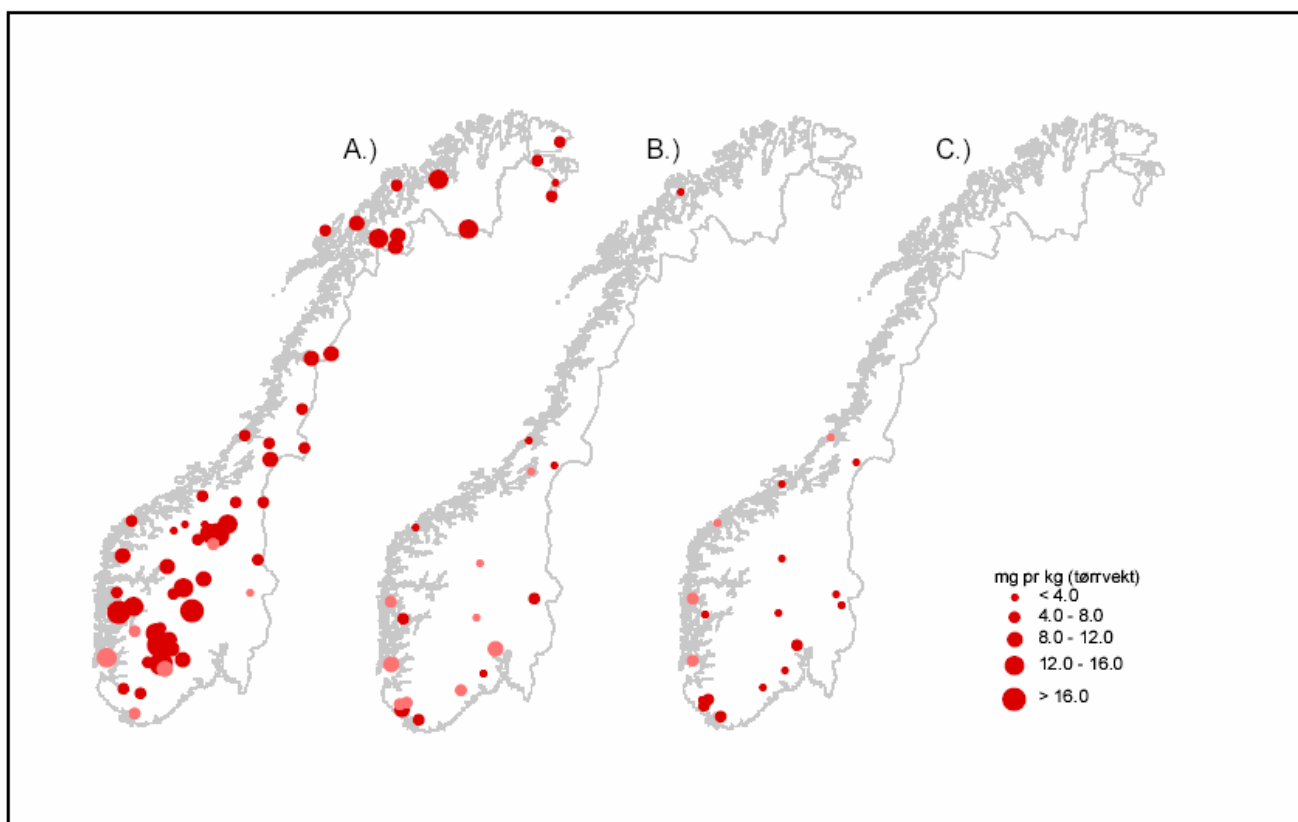 A.)
B.)
C.)
mg pr kg (tørrvekt)
< 4.0
4.0 - 8.0
8.0 - 12.0
12.0 - 16.0
> 16.0